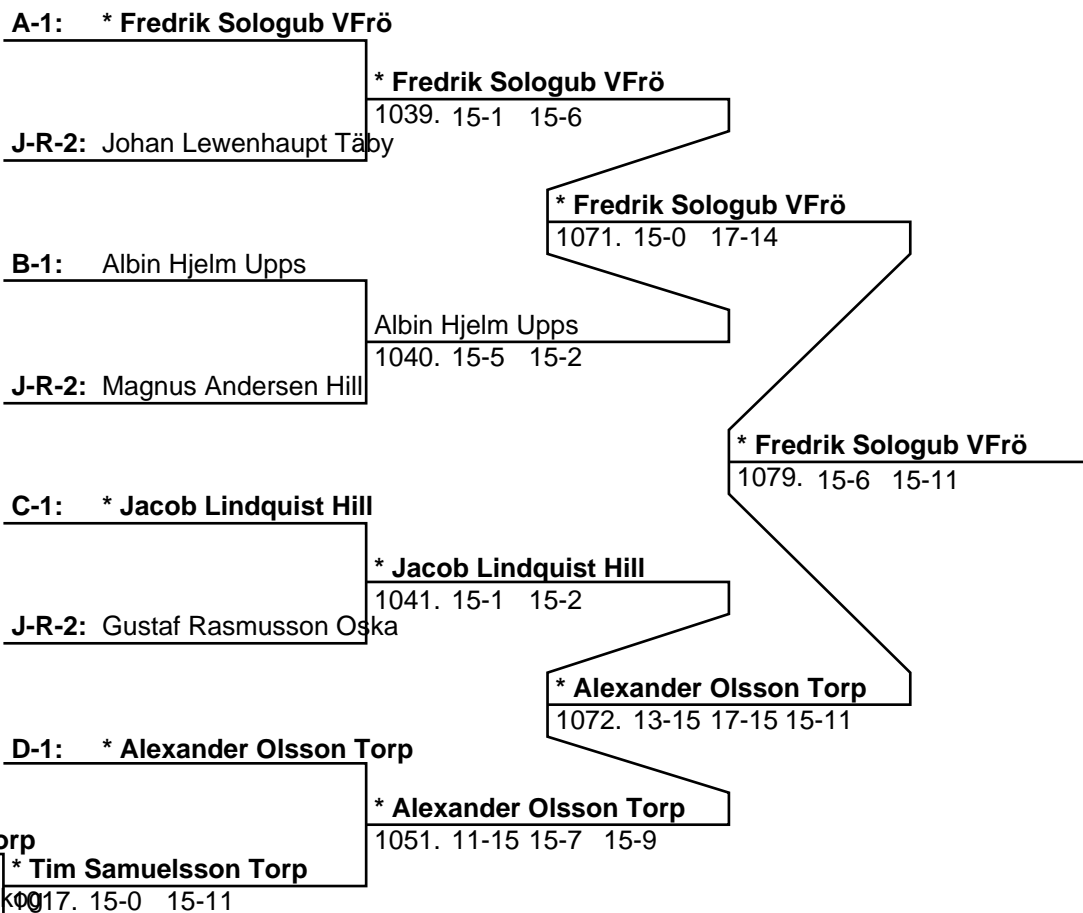 A-1: * Fredrik Sologub VFrö
* Fredrik Sologub VFrö
1039. 15-1 15-6
J-R-2: Johan Lewenhaupt Täby
* Fredrik Sologub VFrö
1071. 15-0 17-14
B-1: Albin Hjelm Upps
Albin Hjelm Upps
1040. 15-5 15-2
J-R-2: Magnus Andersen Hill
* Fredrik Sologub VFrö
1079. 15-6 15-11
C-1: * Jacob Lindquist Hill
* Jacob Lindquist Hill
1041. 15-1 15-2
J-R-2: Gustaf Rasmusson Oska
* Alexander Olsson Torp
1072. 13-15 17-15 15-11
D-1: * Alexander Olsson Torp
* Alexander Olsson Torp
1051. 11-15 15-7 15-9
orp
* Tim Samuelsson Torp
1017. 15-0 15-11